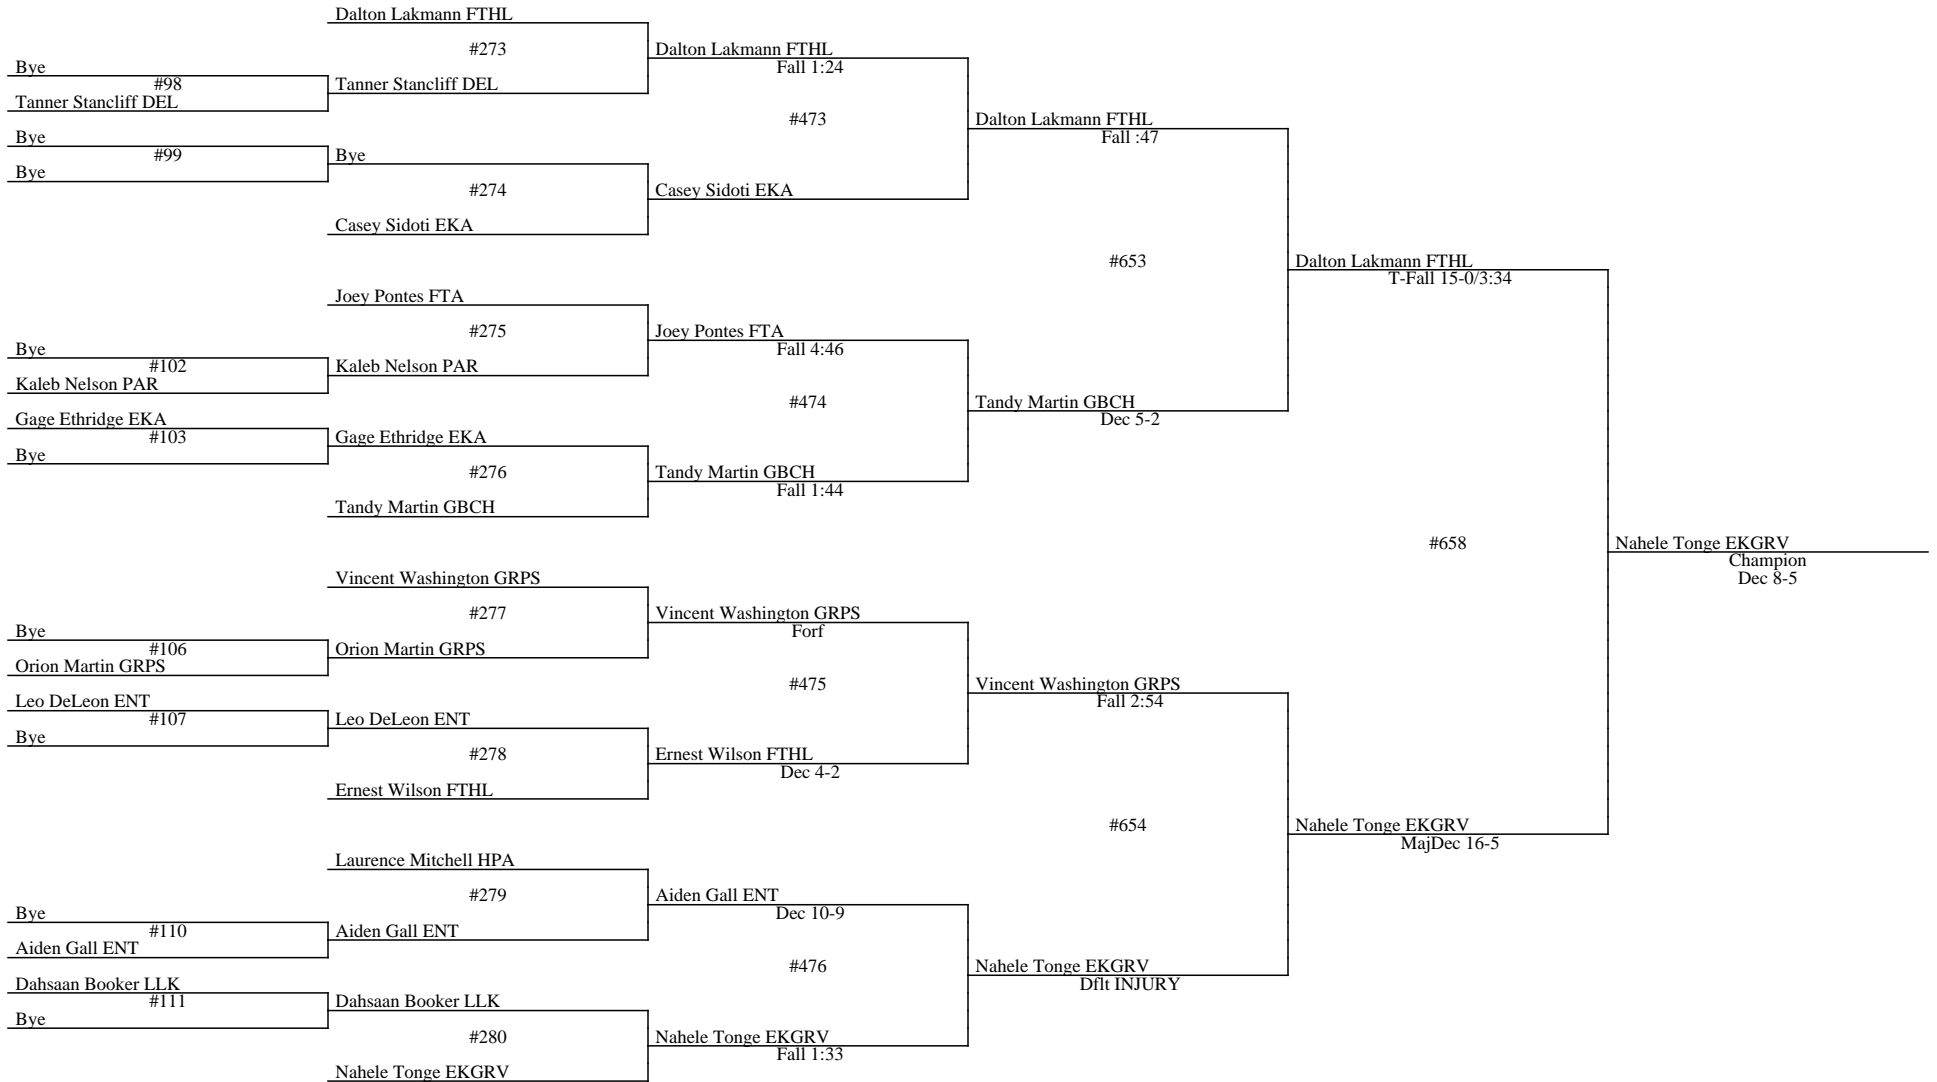 Dalton Lakmann FTHL
#273
Dalton Lakmann FTHL
Fall 1:24
Bye
#98
Tanner Stancliff DEL
Tanner Stancliff DEL
#473
Dalton Lakmann FTHL
Fall :47
Bye
#99
Bye
Bye
#274
Casey Sidoti EKA
Casey Sidoti EKA
#653
Dalton Lakmann FTHL
T-Fall 15-0/3:34
Joey Pontes FTA
#275
Joey Pontes FTA
Fall 4:46
Bye
#102
Kaleb Nelson PAR
Kaleb Nelson PAR
#474
Tandy Martin GBCH
Dec 5-2
Gage Ethridge EKA
#103
Bye
Gage Ethridge EKA
#276
Tandy Martin GBCH
Fall 1:44
Tandy Martin GBCH
#658
Nahele Tonge EKGRV
Champion
Dec 8-5
Vincent Washington GRPS
#277
Vincent Washington GRPS
Forf
Bye
#106
Orion Martin GRPS
Orion Martin GRPS
#475
Vincent Washington GRPS
Fall 2:54
Leo DeLeon ENT
#107
Bye
Leo DeLeon ENT
#278
Ernest Wilson FTHL
Dec 4-2
Ernest Wilson FTHL
#654
Nahele Tonge EKGRV
MajDec 16-5
Laurence Mitchell HPA
#279
Aiden Gall ENT
Dec 10-9
Bye
#110
Aiden Gall ENT
Aiden Gall ENT
#476
Nahele Tonge EKGRV
Dflt INJURY
Dahsaan Booker LLK
#111
Bye
Dahsaan Booker LLK
#280
Nahele Tonge EKGRV
Fall 1:33
Nahele Tonge EKGRV